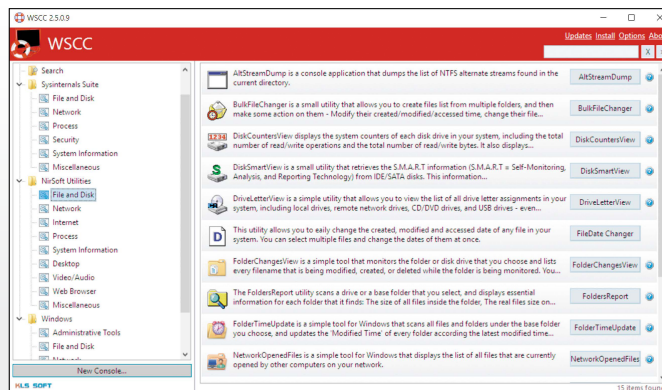 WSCC 2.5.0.9
Updates Install Options Abo
WSCC
X
Search
Sysinternals Suite
File and Disk
Network
Process
Security
System Information
Miscellaneous
NirSoft Utilities
File and Disk
Network
Internet
Process
System Information
Desktop
Video/Audio
Web Browser
Miscellaneous
Windows
Administrative Tools
File and Disk
Network
New Console...
KLS SOFT
AltStreamDump is a console application that dumps the list of NTFS alternate streams found in the
current directory.
AltStreamDump
BulkFileChanger is a small utility that allows you to create files list from multiple folders, and then
make some action on them - Modify their created/modified/accessed time, change their file...
BulkFileChanger
1234
DiskCountersView displays the system counters of each disk drive in your system, including the total
number of read/write operations and the total number of read/write bytes. It also displays...
DiskCountersView
S
DiskSmartView is a small utility that retrieves the S.M.A.R.T information (S.M.A.R.T = Self-Monitoring,
Analysis, and Reporting Technology) from IDE/SATA disks. This information...
DiskSmartView
DriveLetterView is a simple utility that allows you to view the list of all drive letter assignments in your
system, including local drives, remote network drives, CD/DVD drives, and USB drives - even...
DriveLetterView
D
This utility allows you to easily change the created, modified and accessed date of any file in your
system. You can select multiple files and change the dates of them at once.
FileDate Changer
FolderChangesView is a simple tool that monitors the folder or disk drive that you choose and lists
every filename that is being modified, created, or deleted while the folder is being monitored. You...
FolderChangesView
The FoldersReport utility scans a drive or a base folder that you select, and displays essential
information for each folder that it finds: The size of all files inside the folder, The real files size on...
FoldersReport
FolderTimeUpdate is a simple tool for Windows that scans all files and folders under the base folder
you choose, and updates the 'Modified Time' of every folder according the latest modified time...
FolderTimeUpdate
NetworkOpenedFiles is a simple tool for Windows that displays the list of all files that are currently
opened by other computers on your network.
NetworkOpenedFiles
15 items foun